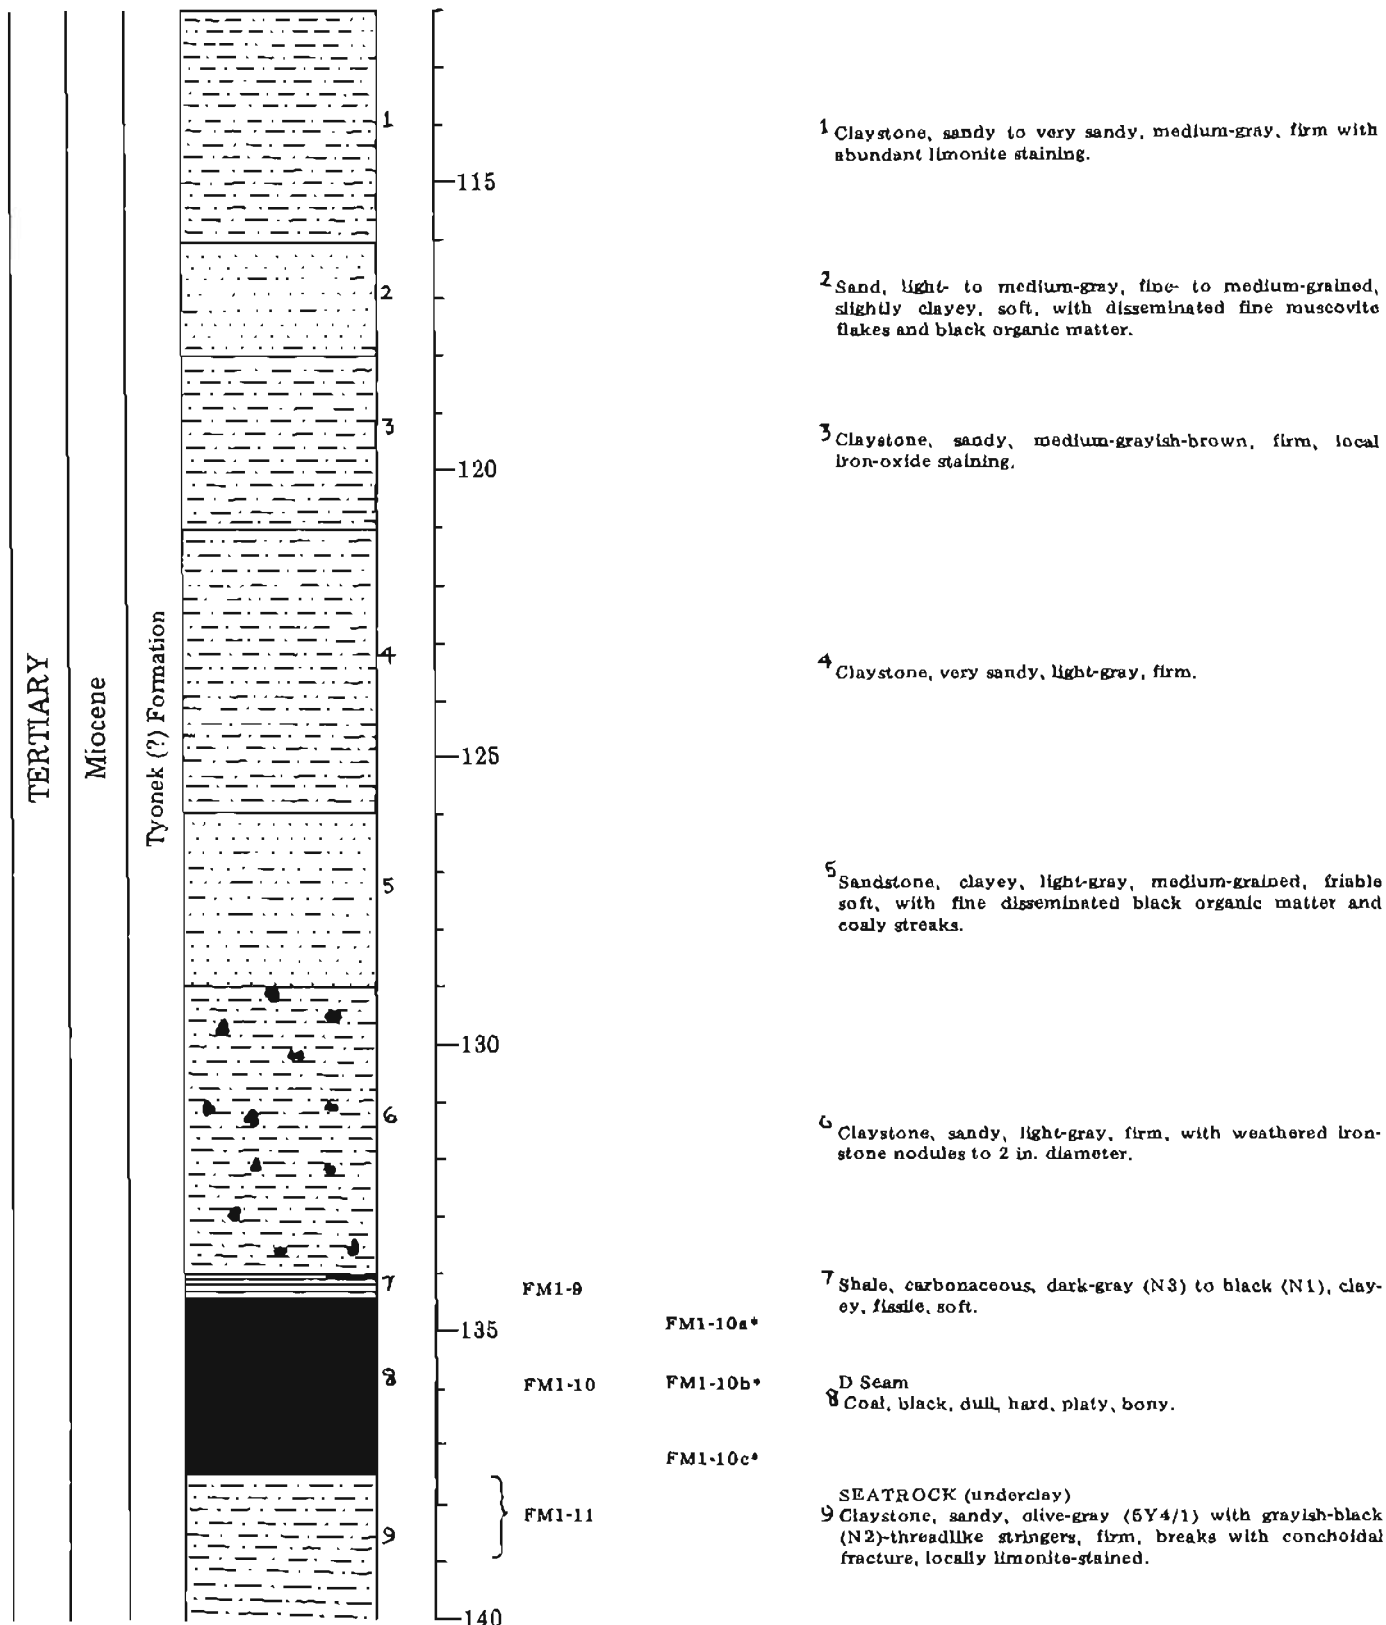 TERTIARY
Miocene
Tyonek (?) Formation
1
2
3
4
5
6
7
8
9
115
120
125
130
135
140
FM1-9
FM1-10
FM1-11
FM1-10a*
FM1-10b*
FM1-10c*
1 Claystone, sandy to very sandy, medium-gray, firm with
abundant limonite staining.
2 Sand, light- to medium-gray, fine- to medium-grained,
slightly clayey, soft, with disseminated fine muscovite
flakes and black organic matter.
3 Claystone, sandy, medium-grayish-brown, firm, local
iron-oxide staining.
4 Claystone, very sandy, light-gray, firm.
5 Sandstone, clayey, light-gray, medium-grained, friable
soft, with fine disseminated black organic matter and
coaly streaks.
6 Claystone, sandy, light-gray, firm, with weathered iron-
stone nodules to 2 in. diameter.
7 Shale, carbonaceous, dark-gray (N3) to black (N1), clay-
ey, fissile, soft.
D Seam
8 Coal, black, dull, hard, platy, bony.
SEATROCK (underclay)
9 Claystone, sandy, olive-gray (5Y4/1) with grayish-black
(N2)-threadlike stringers, firm, breaks with conchoidal
fracture, locally limonite-stained.